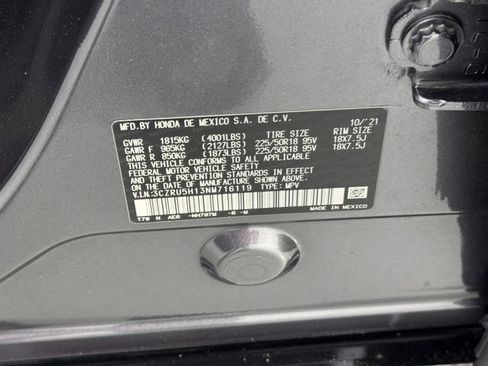 MFD.BY HONDA DE MEXICO S.A. DE C.V. 10/'21
GVWR 1815KG (4001LBS) TIRE SIZE RIM SIZE
GAWR F 965KG (2127LBS) 225/50R18 95V 18X7.5J
GAWR R 850KG (1873LBS) 225/50R18 95V 18X7.5J
THIS VEHICLE CONFORMS TO ALL APPLICABLE
FEDERAL MOTOR VEHICLE SAFETY STANDARDS IN
EFFECT ON THE DATE OF MANUFACTURE SHOWN ABOVE.
V.I.N:3CZRU5H13NM716119 TYPE: MPV
T7W N AE6 -NH797M -R -M MADE IN MEXICO